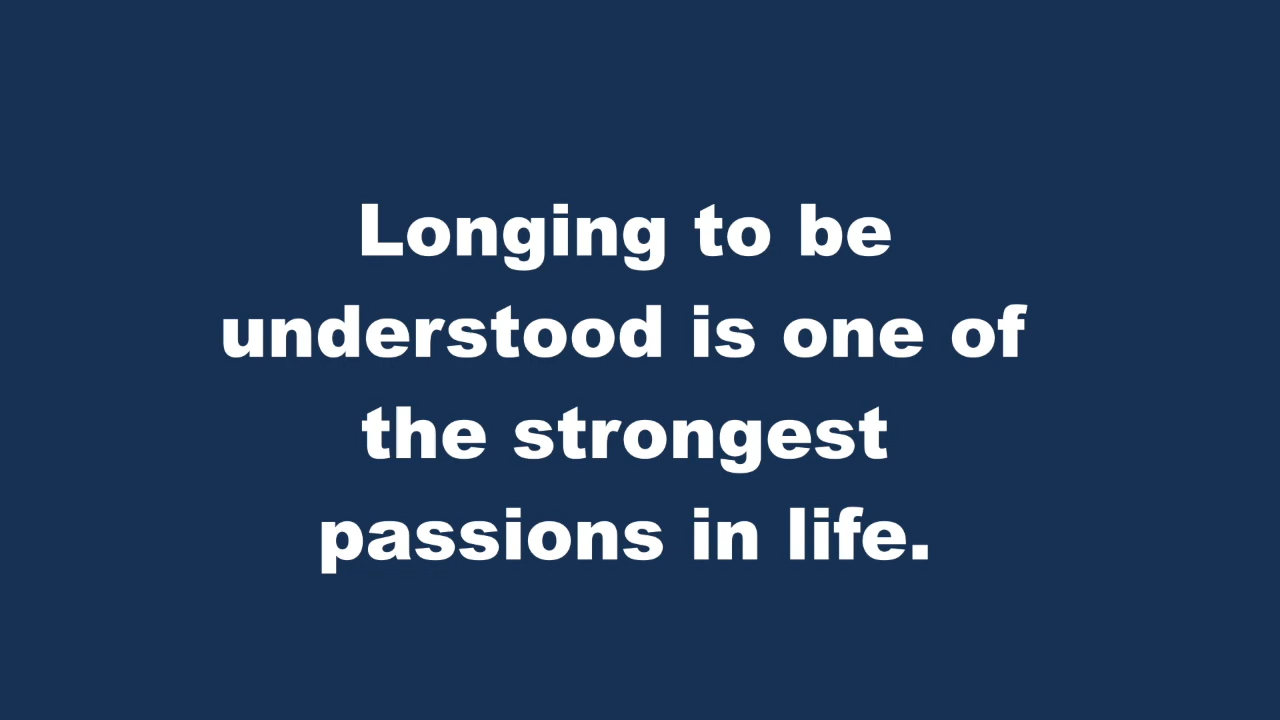 Longing to be
understood is one of
the strongest
passions in life.